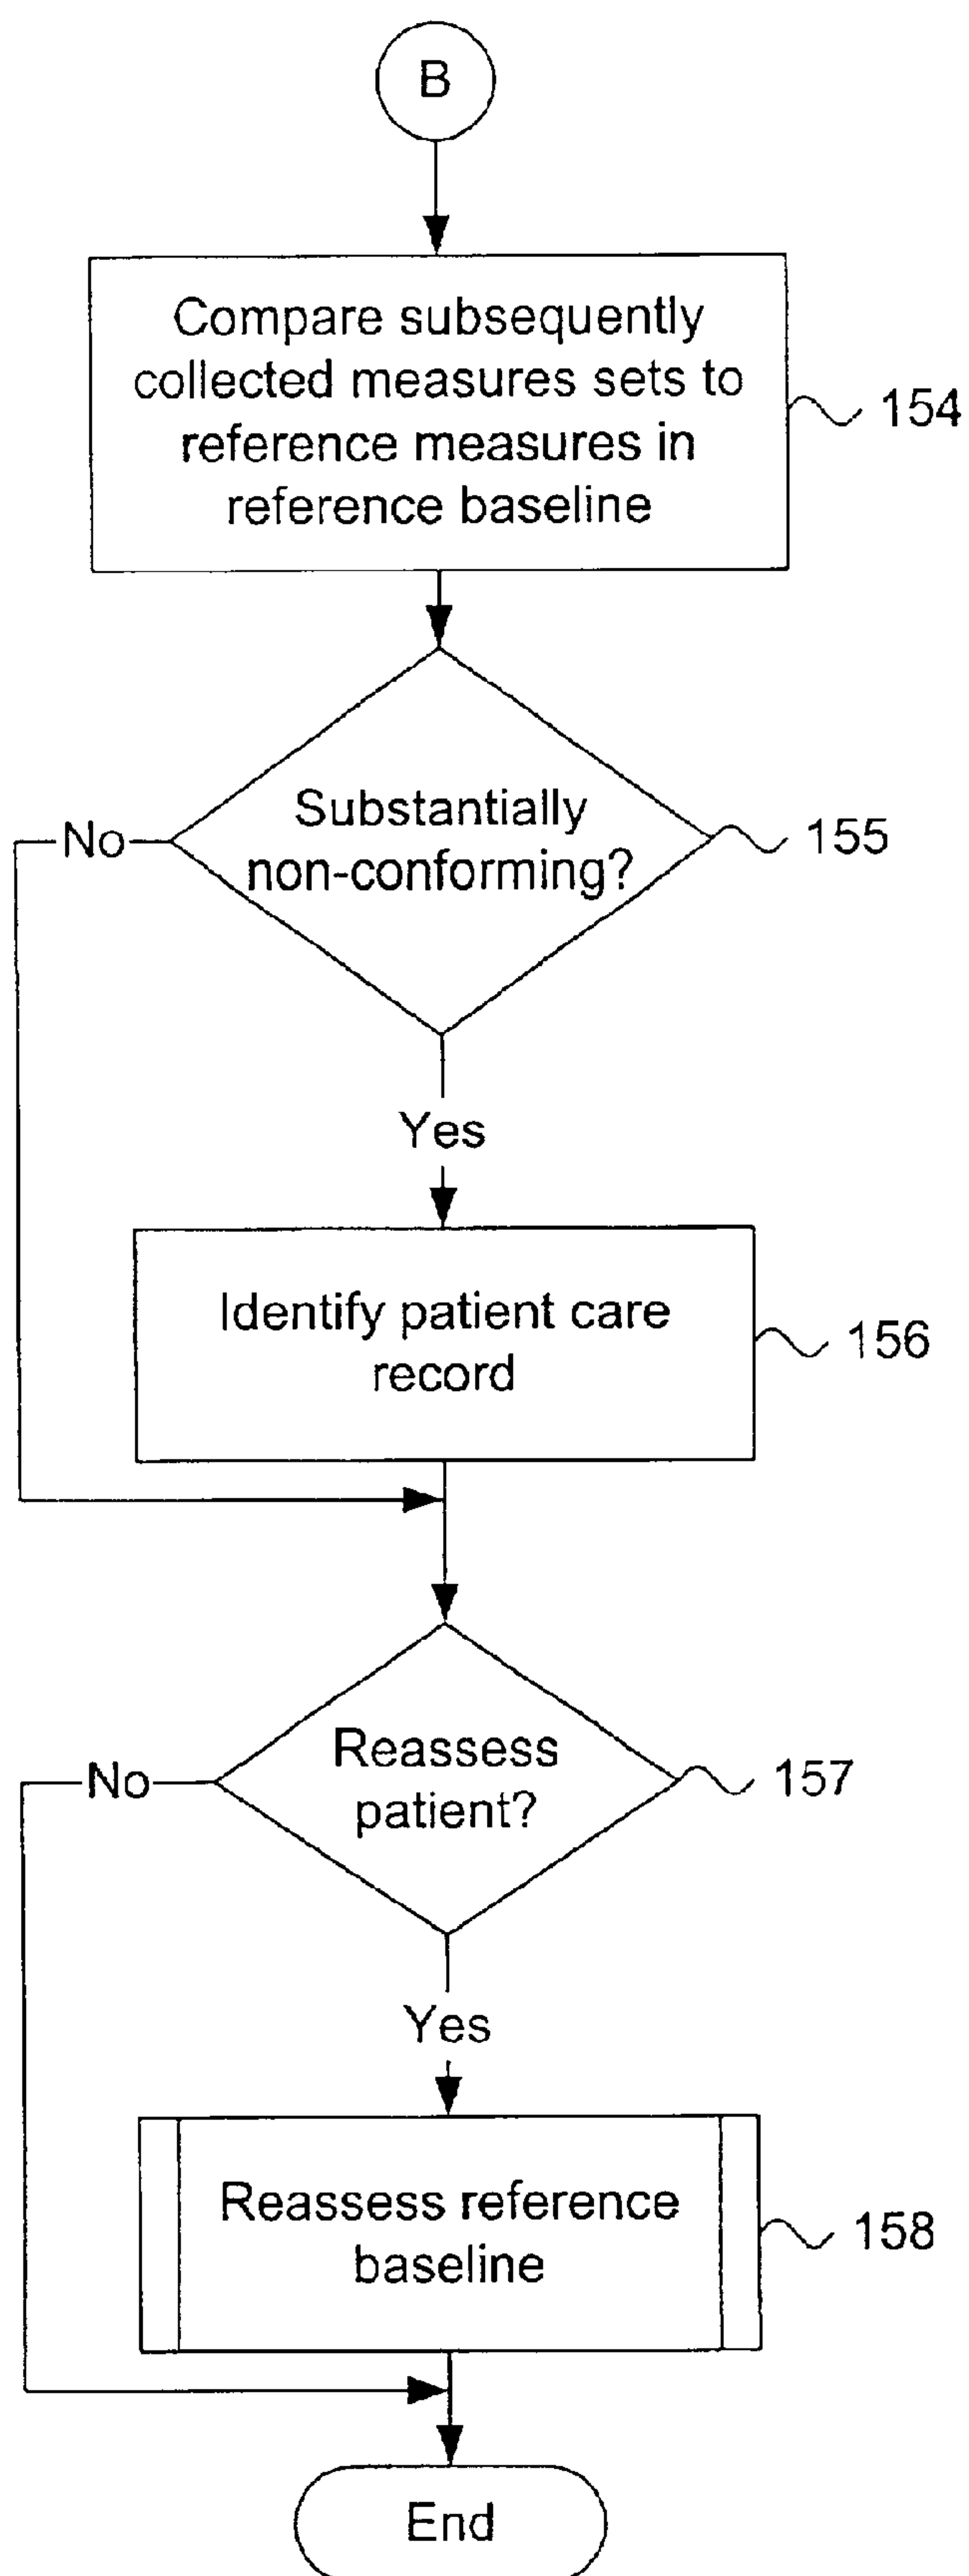 B
Compare subsequently
collected measures sets to
reference measures in
reference baseline
154
Substantially
non-conforming?
155
No
Yes
Identify patient care
record
156
Reassess
patient?
157
No
Yes
Reassess reference
baseline
158
End